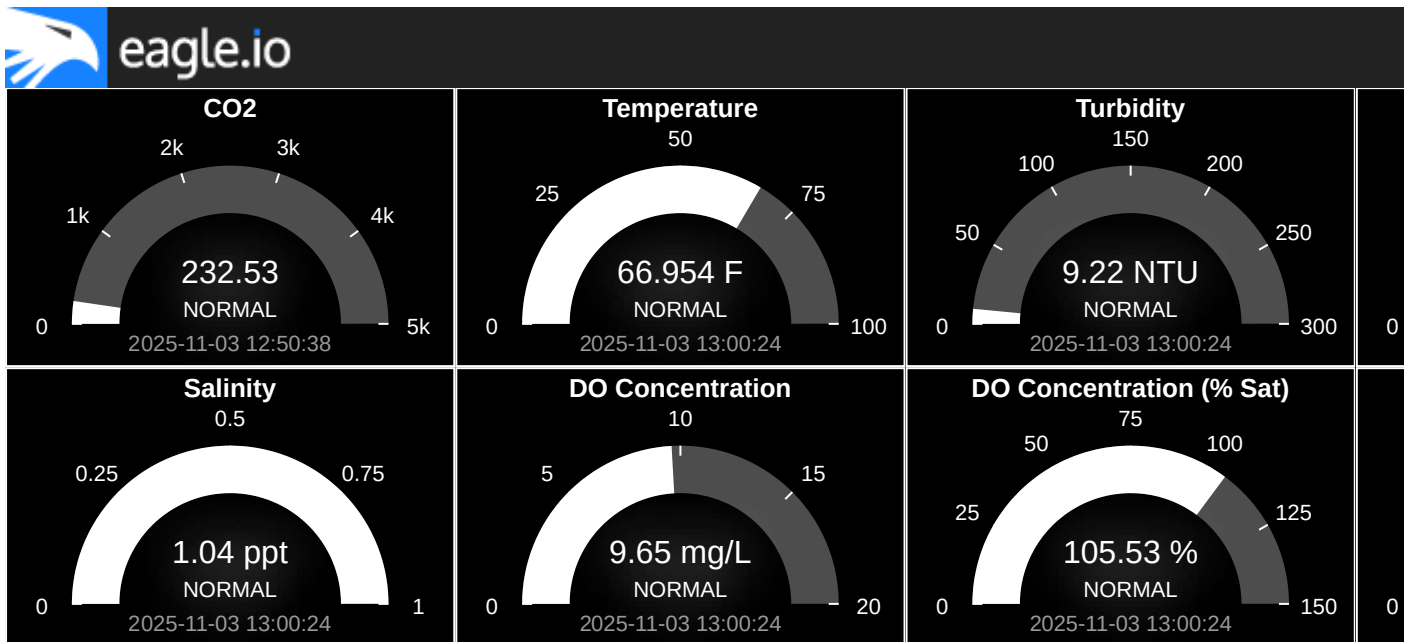 eagle.io
CO2
0
1k
2k
3k
4k
5k
232.53
NORMAL
2025-11-03 12:50:38
Temperature
0
25
50
75
100
66.954 F
NORMAL
2025-11-03 13:00:24
Turbidity
0
50
100
150
200
250
300
9.22 NTU
NORMAL
2025-11-03 13:00:24
0
Salinity
0
0.25
0.5
0.75
1
1.04 ppt
NORMAL
2025-11-03 13:00:24
DO Concentration
0
5
10
15
20
9.65 mg/L
NORMAL
2025-11-03 13:00:24
DO Concentration (% Sat)
0
25
50
75
100
125
150
105.53 %
NORMAL
2025-11-03 13:00:24
0